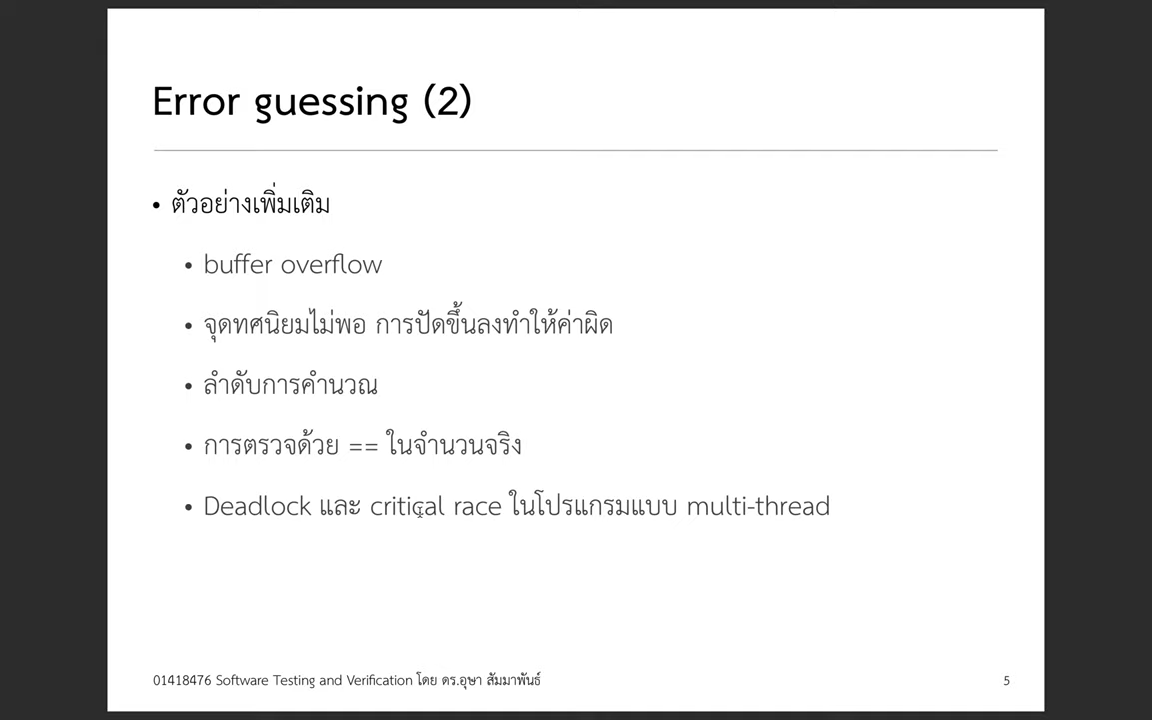 Error guessing (2)
• ตัวอย่างเพิ่มเติม
• buffer overflow
• จุดทศนิยมไม่พอ การปัดขึ้นลงทำให้ค่าผิด
• ลำดับการคำนวณ
• การตรวจด้วย == ในจำนวนจริง
• Deadlock และ critical race ในโปรแกรมแบบ multi-thread
01418476 Software Testing and Verification โดย ดร.อุษา สัมมาพันธ์
5